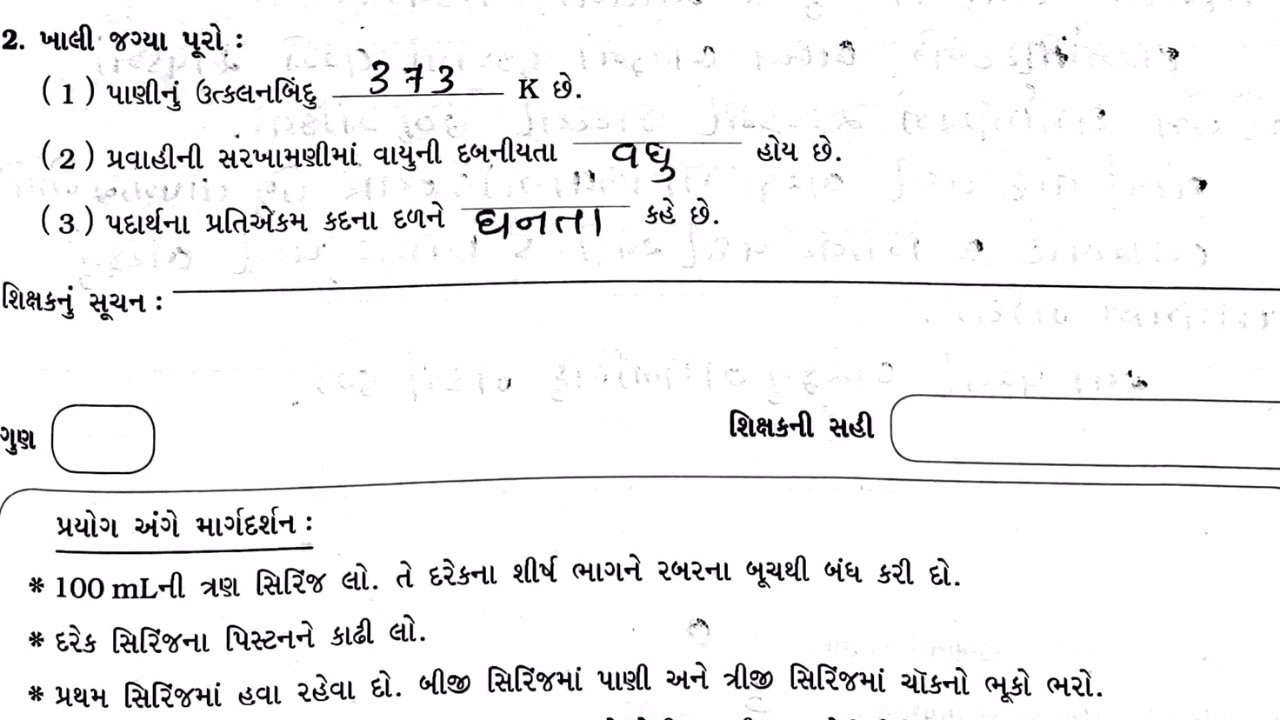 2. ખાલી જગ્યા પૂરો :
( 1 ) પાણીનું ઉત્કલનબિંદુ 373 K છે.
( 2 ) પ્રવાહીની સરખામણીમાં વાયુની દબનીયતા વધુ હોય છે.
( 3 ) પદાર્થના પ્રતિએકમ કદના દળને ઘનતા કહે છે.
શિક્ષકનું સૂચન :
ગુણ
શિક્ષકની સહી
પ્રયોગ અંગે માર્ગદર્શન :
* 100 mLની ત્રણ સિરિંજ લો. તે દરેકના શીર્ષ ભાગને રબરના બૂચથી બંધ કરી દો.
* દરેક સિરિંજના પિસ્ટનને કાઢી લો.
* પ્રથમ સિરિંજમાં હવા રહેવા દો. બીજી સિરિંજમાં પાણી અને ત્રીજી સિરિંજમાં ચૉકનો ભૂકો ભરો.